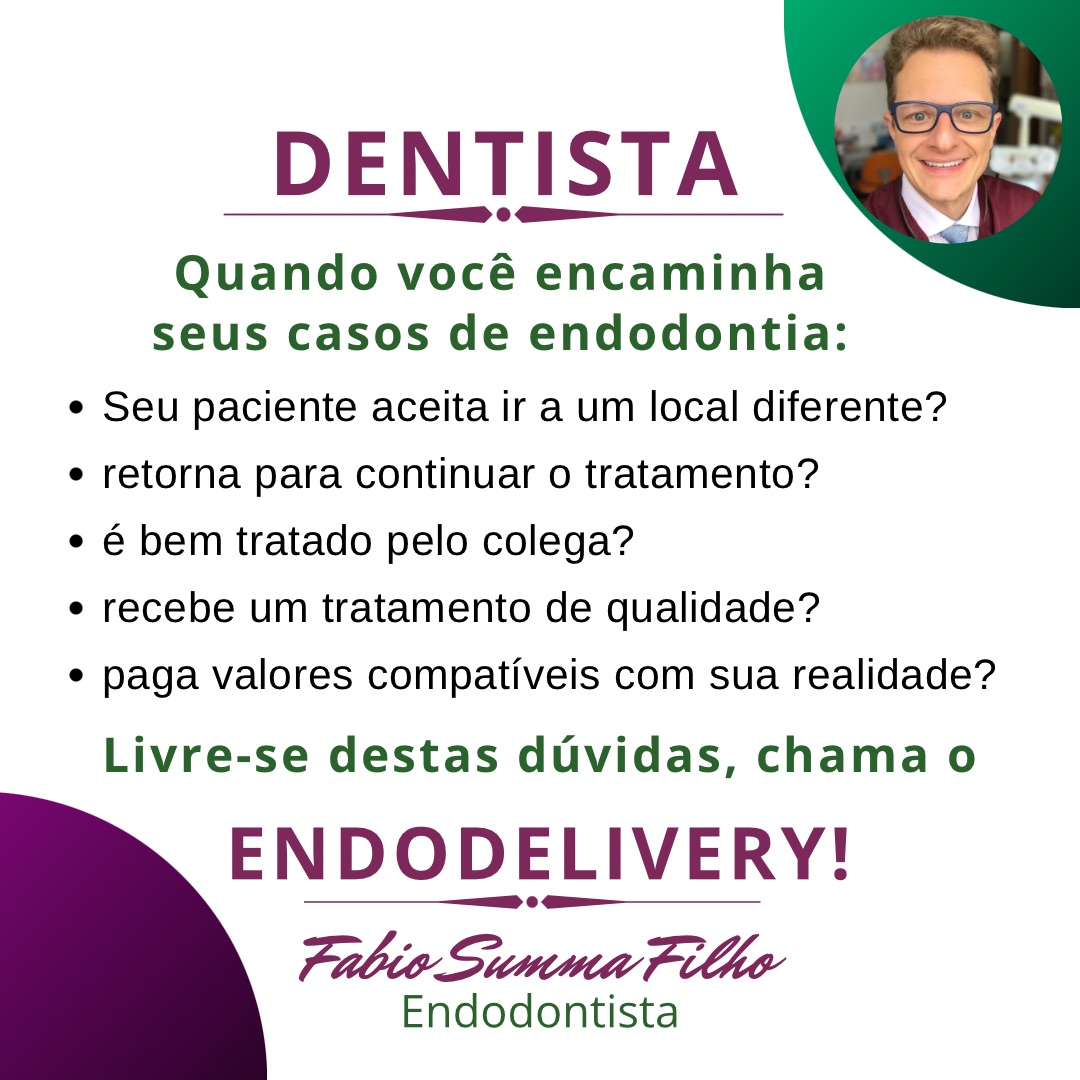 DENTISTA
Quando você encaminha
seus casos de endodontia:
• Seu paciente aceita ir a um local diferente?
• retorna para continuar o tratamento?
• é bem tratado pelo colega?
• recebe um tratamento de qualidade?
• paga valores compatíveis com sua realidade?
Livre-se destas dúvidas, chama o
ENDODELIVERY!
Fabio Summa Filho
Endodontista